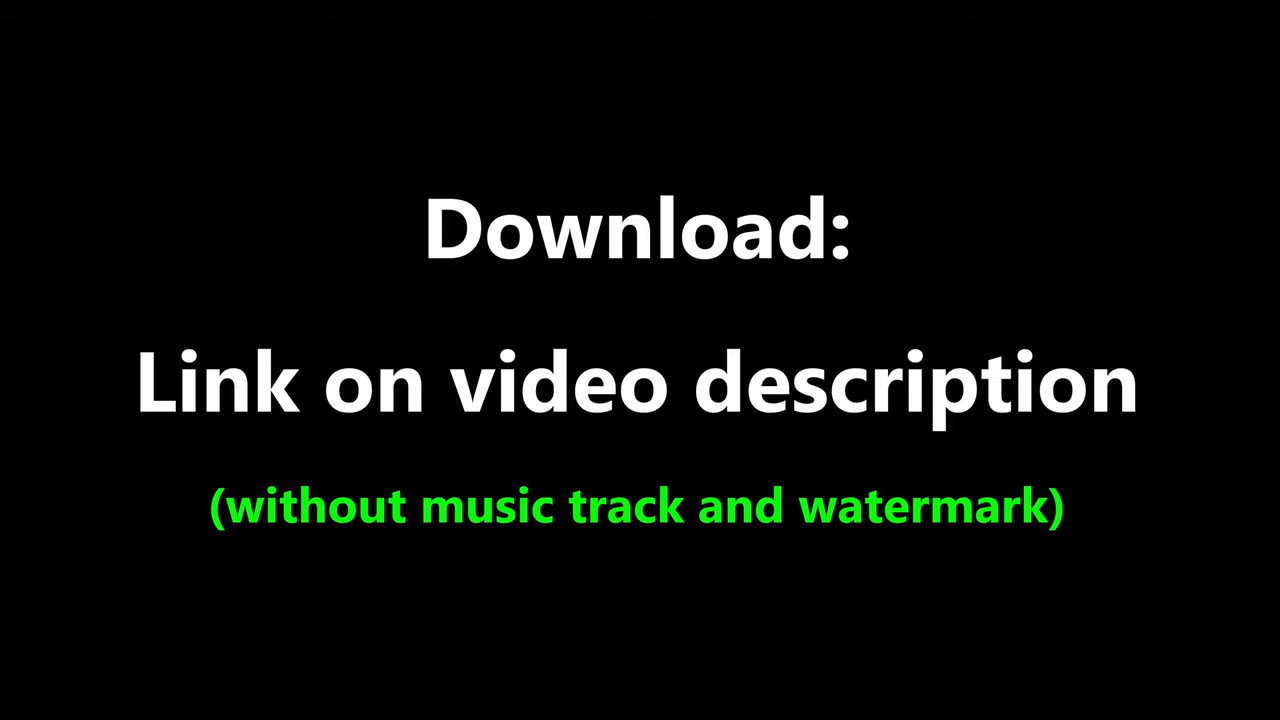 Download:
Link on video description
(without music track and watermark)